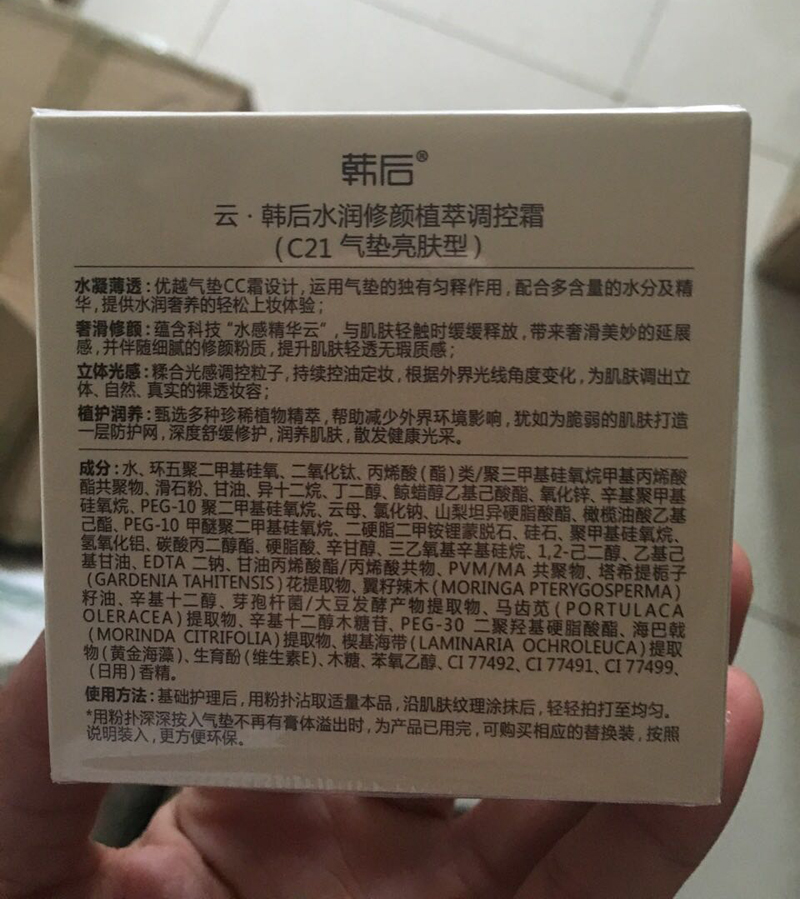 韩后®
云·韩后水润修颜植萃调控霜
(C21 气垫亮肤型)
水凝薄透:优越气垫CC霜设计,运用气垫的独有匀释作用,配合多含量的水分及精
华,提供水润奢养的轻松上妆体验;
奢滑修颜:蕴含科技“水感精华云”,与肌肤轻触时缓缓释放,带来奢滑美妙的延展
感,并伴随细腻的修颜粉质,提升肌肤轻透无瑕质感;
立体光感:糅合光感调控粒子,持续控油定妆,根据外界光线角度变化,为肌肤调出立
体、自然、真实的裸透妆容;
植护润养:甄选多种珍稀植物精萃,帮助减少外界环境影响,犹如为脆弱的肌肤打造
一层防护网,深度舒缓修护,润养肌肤,散发健康光采。
成分:水、环五聚二甲基硅氧、二氧化钛、丙烯酸(酯)类/聚三甲基硅氧烷甲基丙烯酸
酯共聚物、滑石粉、甘油、异十二烷、丁二醇、鲸蜡醇乙基己酸酯、氧化锌、辛基聚甲基
硅氧烷、PEG-10 聚二甲基硅氧烷、云母、氯化钠、山梨坦异硬脂酸酯、橄榄油酸乙基
己酯、PEG-10 甲醚聚二甲基硅氧烷、二硬脂二甲铵锂蒙脱石、硅石、聚甲基硅氧烷、
氢氧化铝、碳酸丙二醇酯、硬脂酸、辛甘醇、三乙氧基辛基硅烷、1,2-己二醇、乙基己
基甘油、EDTA 二钠、甘油丙烯酸酯/丙烯酸共物、PVM/MA 共聚物、塔希提栀子
(GARDENIA TAHITENSIS)花提取物、翼籽辣木(MORINGA PTERYGOSPERMA)
籽油、辛基十二醇、芽孢杆菌/大豆发酵产物提取物、马齿苋(PORTULACA
OLERACEA)提取物、辛基十二醇木糖苷、PEG-30 二聚羟基硬脂酸酯、海巴戟
(MORINDA CITRIFOLIA)提取物、楔基海带(LAMINARIA OCHROLEUCA)提取
物(黄金海藻)、生育酚(维生素E)、木糖、苯氧乙醇、CI 77492、CI 77491、CI 77499、
(日用)香精。
使用方法:基础护理后,用粉扑沾取适量本品,沿肌肤纹理涂抹后,轻轻拍打至均匀。
*用粉扑深深按入气垫不再有膏体溢出时,为产品已用完,可购买相应的替换装,按照
说明装入,更方便环保。